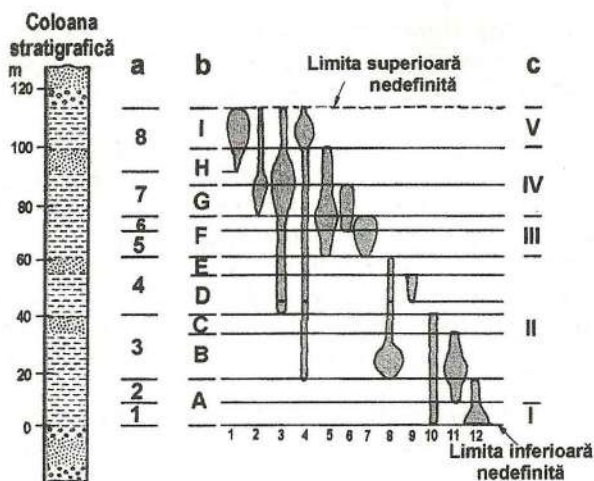 Coloana
stratigrafică
m
a
b
c
Limita superioară
nedefinită
120
100
80
60
40
20
0
8
7
6
5
4
3
2
1
I
H
G
F
E
D
C
B
A
V
IV
III
II
I
1 2 3 4 5 6 7 8 9 10 11 12
Limita inferioară
nedefinită